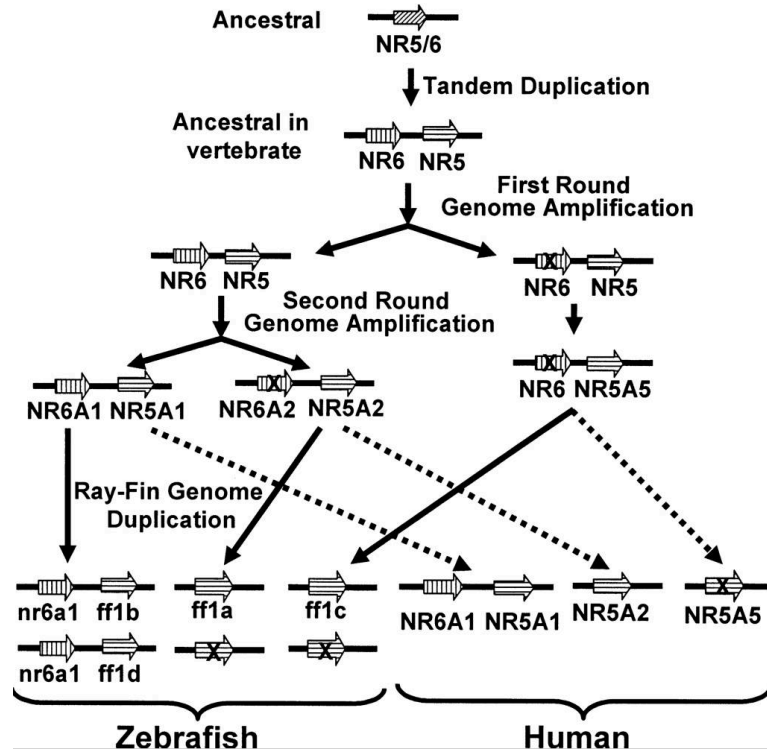 Ancestral
NR5/6
Tandem Duplication
Ancestral in
vertebrate
NR6 NR5
First Round
Genome Amplification
NR6 NR5
X
NR6 NR5
Second Round
Genome Amplification
X
NR6 NR5A5
NR6A1 NR5A1
X
NR6A2 NR5A2
Ray-Fin Genome
Duplication
nr6a1 ff1b
ff1a
ff1c
NR6A1 NR5A1
NR5A2
X
NR5A5
nr6a1 ff1d
X
X
Zebrafish
Human